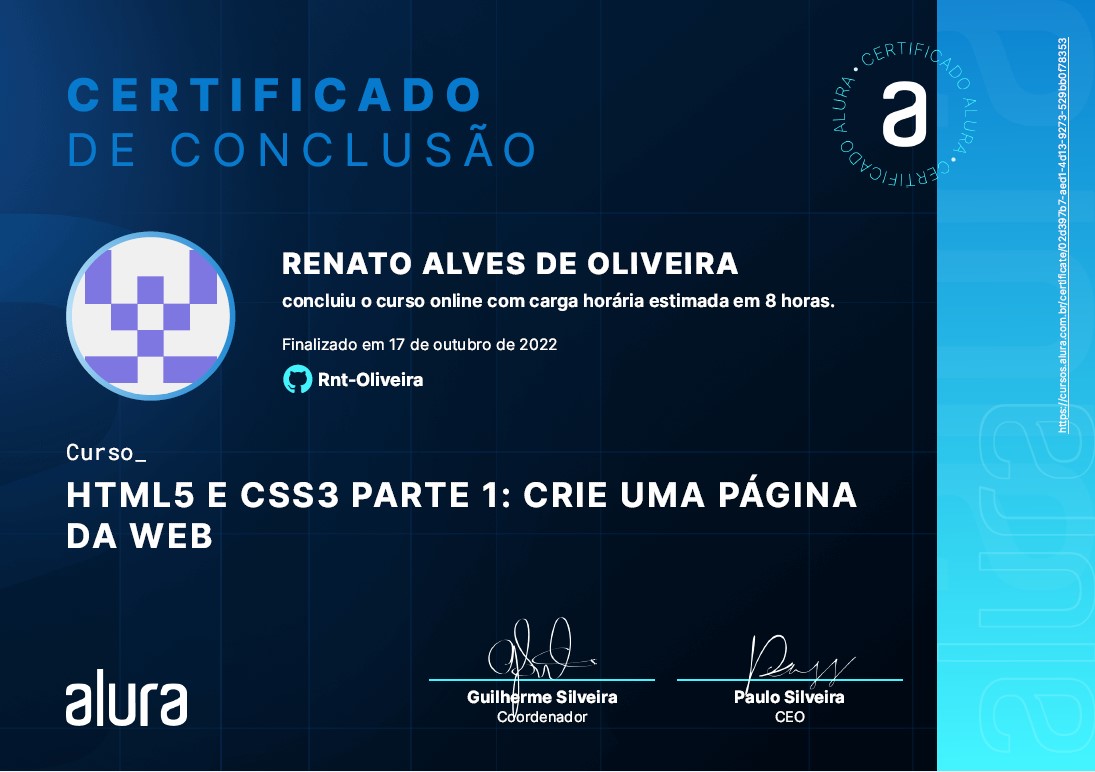 CERTIFICADO
DE CONCLUSÃO
CERTIFICADO ALURA • CERTIFICADO ALURA •
a
https://cursos.alura.com.br/certificate/02d397b7-aed1-4d13-9273-529bb0f78353
RENATO ALVES DE OLIVEIRA
concluiu o curso online com carga horária estimada em 8 horas.
Finalizado em 17 de outubro de 2022
Rnt-Oliveira
Curso_
HTML5 E CSS3 PARTE 1: CRIE UMA PÁGINA
DA WEB
alura
Guilherme Silveira
Coordenador
Paulo Silveira
CEO
alura